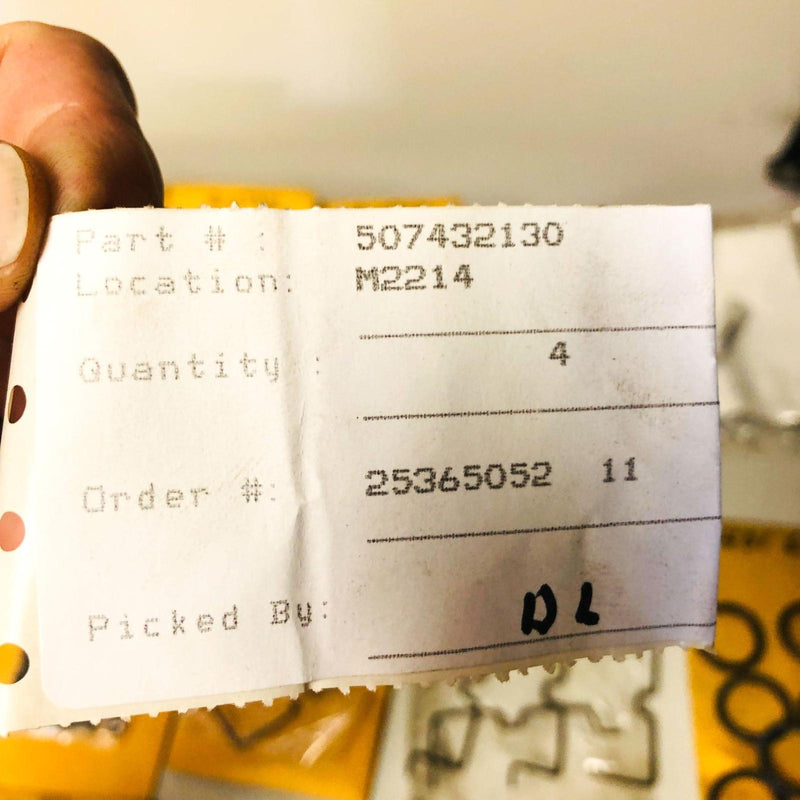 Part # : 507432130
Location: M2214
Quantity : 4
Order #: 25365052 11
Picked By: DL